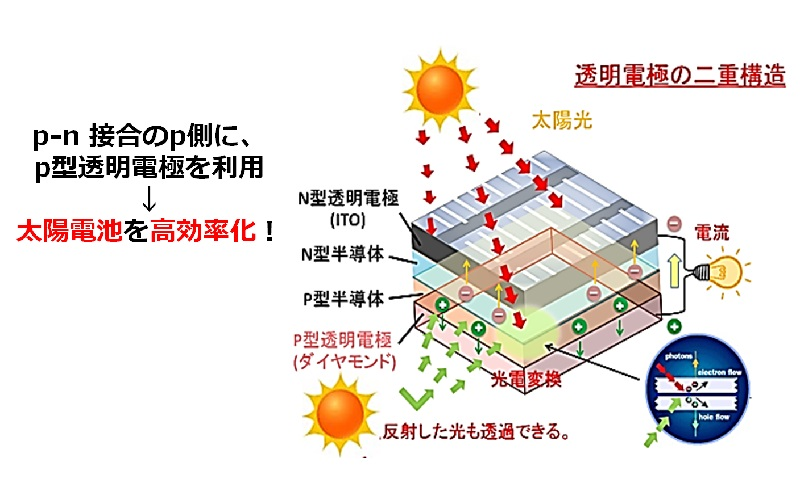 透明電極の二重構造
p-n 接合のp側に、
p型透明電極を利用
↓
太陽電池を高効率化！
太陽光
N型透明電極
(ITO)
電流
N型半導体
P型半導体
P型透明電極
(ダイヤモンド)
光電変換
反射した光も透過できる。
photons
electron flow
hole flow